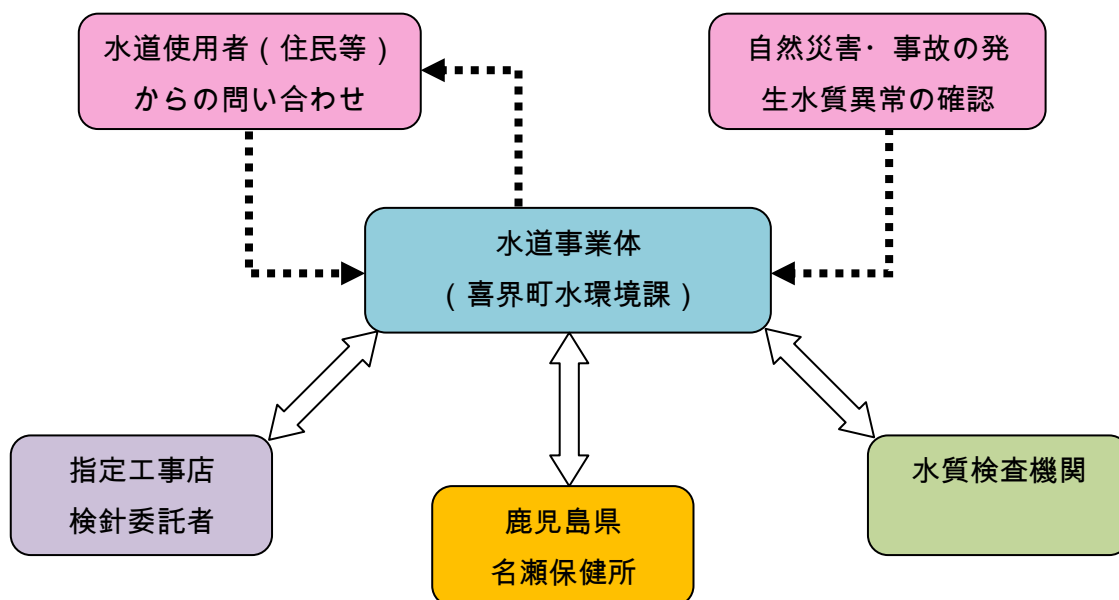 水道使用者(住民等)
からの問い合わせ
自然災害・事故の発
生水質異常の確認
水道事業体
(喜界町水環境課)
指定工事店
検針委託者
鹿児島県
名瀬保健所
水質検査機関